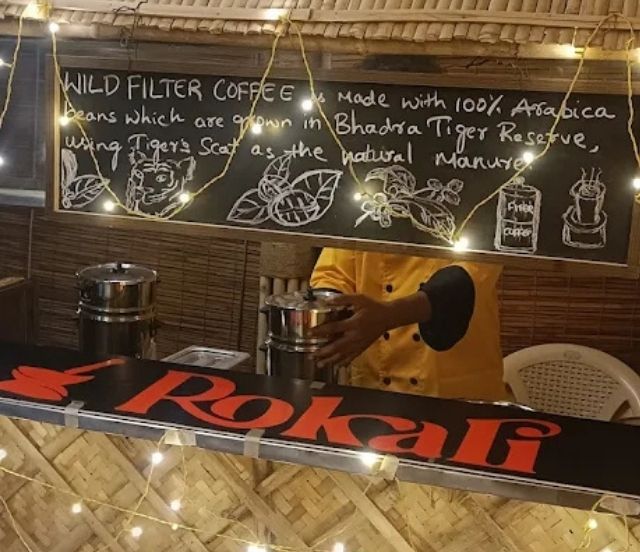 WILD FILTER COFFEE is Made with 100% Arabica
beans which are grown in Bhadra Tiger Reserve,
using Tigers Scat as the natural Manure.
Filter
coffee
Rokali